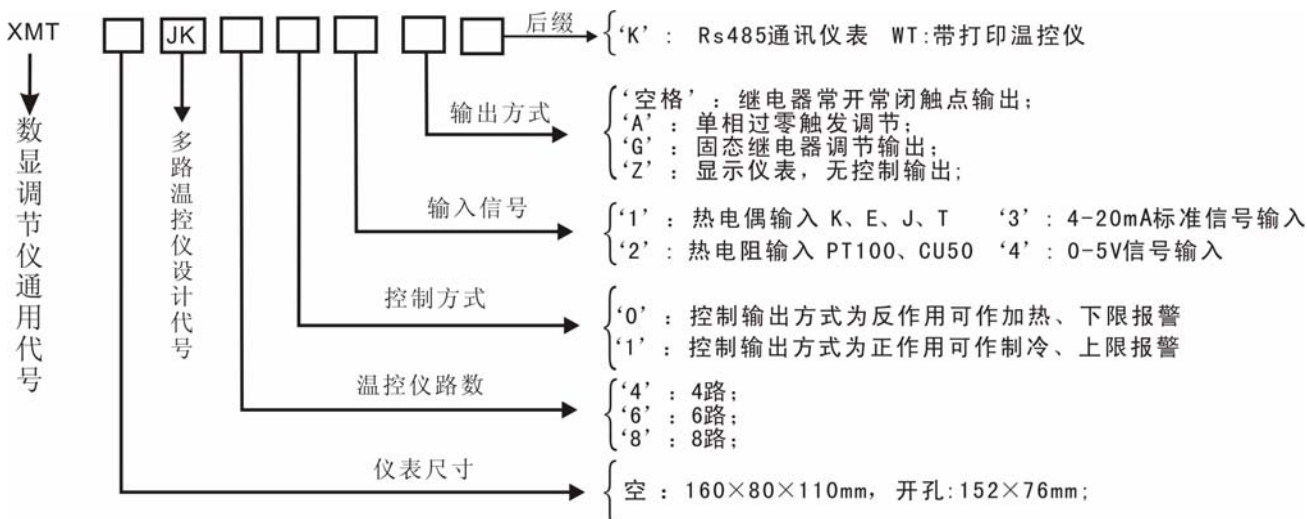 XMT JK 后缀 ‘K’： Rs485通讯仪表 WT:带打印温控仪
数显调节仪通用代号
多路温控仪设计代号
输出方式
‘空格’：继电器常开常闭触点输出；
‘A’：单相过零触发调节；
‘G’：固态继电器调节输出；
‘Z’：显示仪表，无控制输出；
输入信号
‘1’：热电偶输入 K、E、J、T ‘3’：4-20mA标准信号输入
‘2’：热电阻输入 PT100、CU50 ‘4’：0-5V信号输入
控制方式
‘0’：控制输出方式为反作用可作加热、下限报警
‘1’：控制输出方式为正作用可作制冷、上限报警
温控仪路数
‘4’：4路；
‘6’：6路；
‘8’：8路；
仪表尺寸
空：160×80×110mm，开孔:152×76mm；